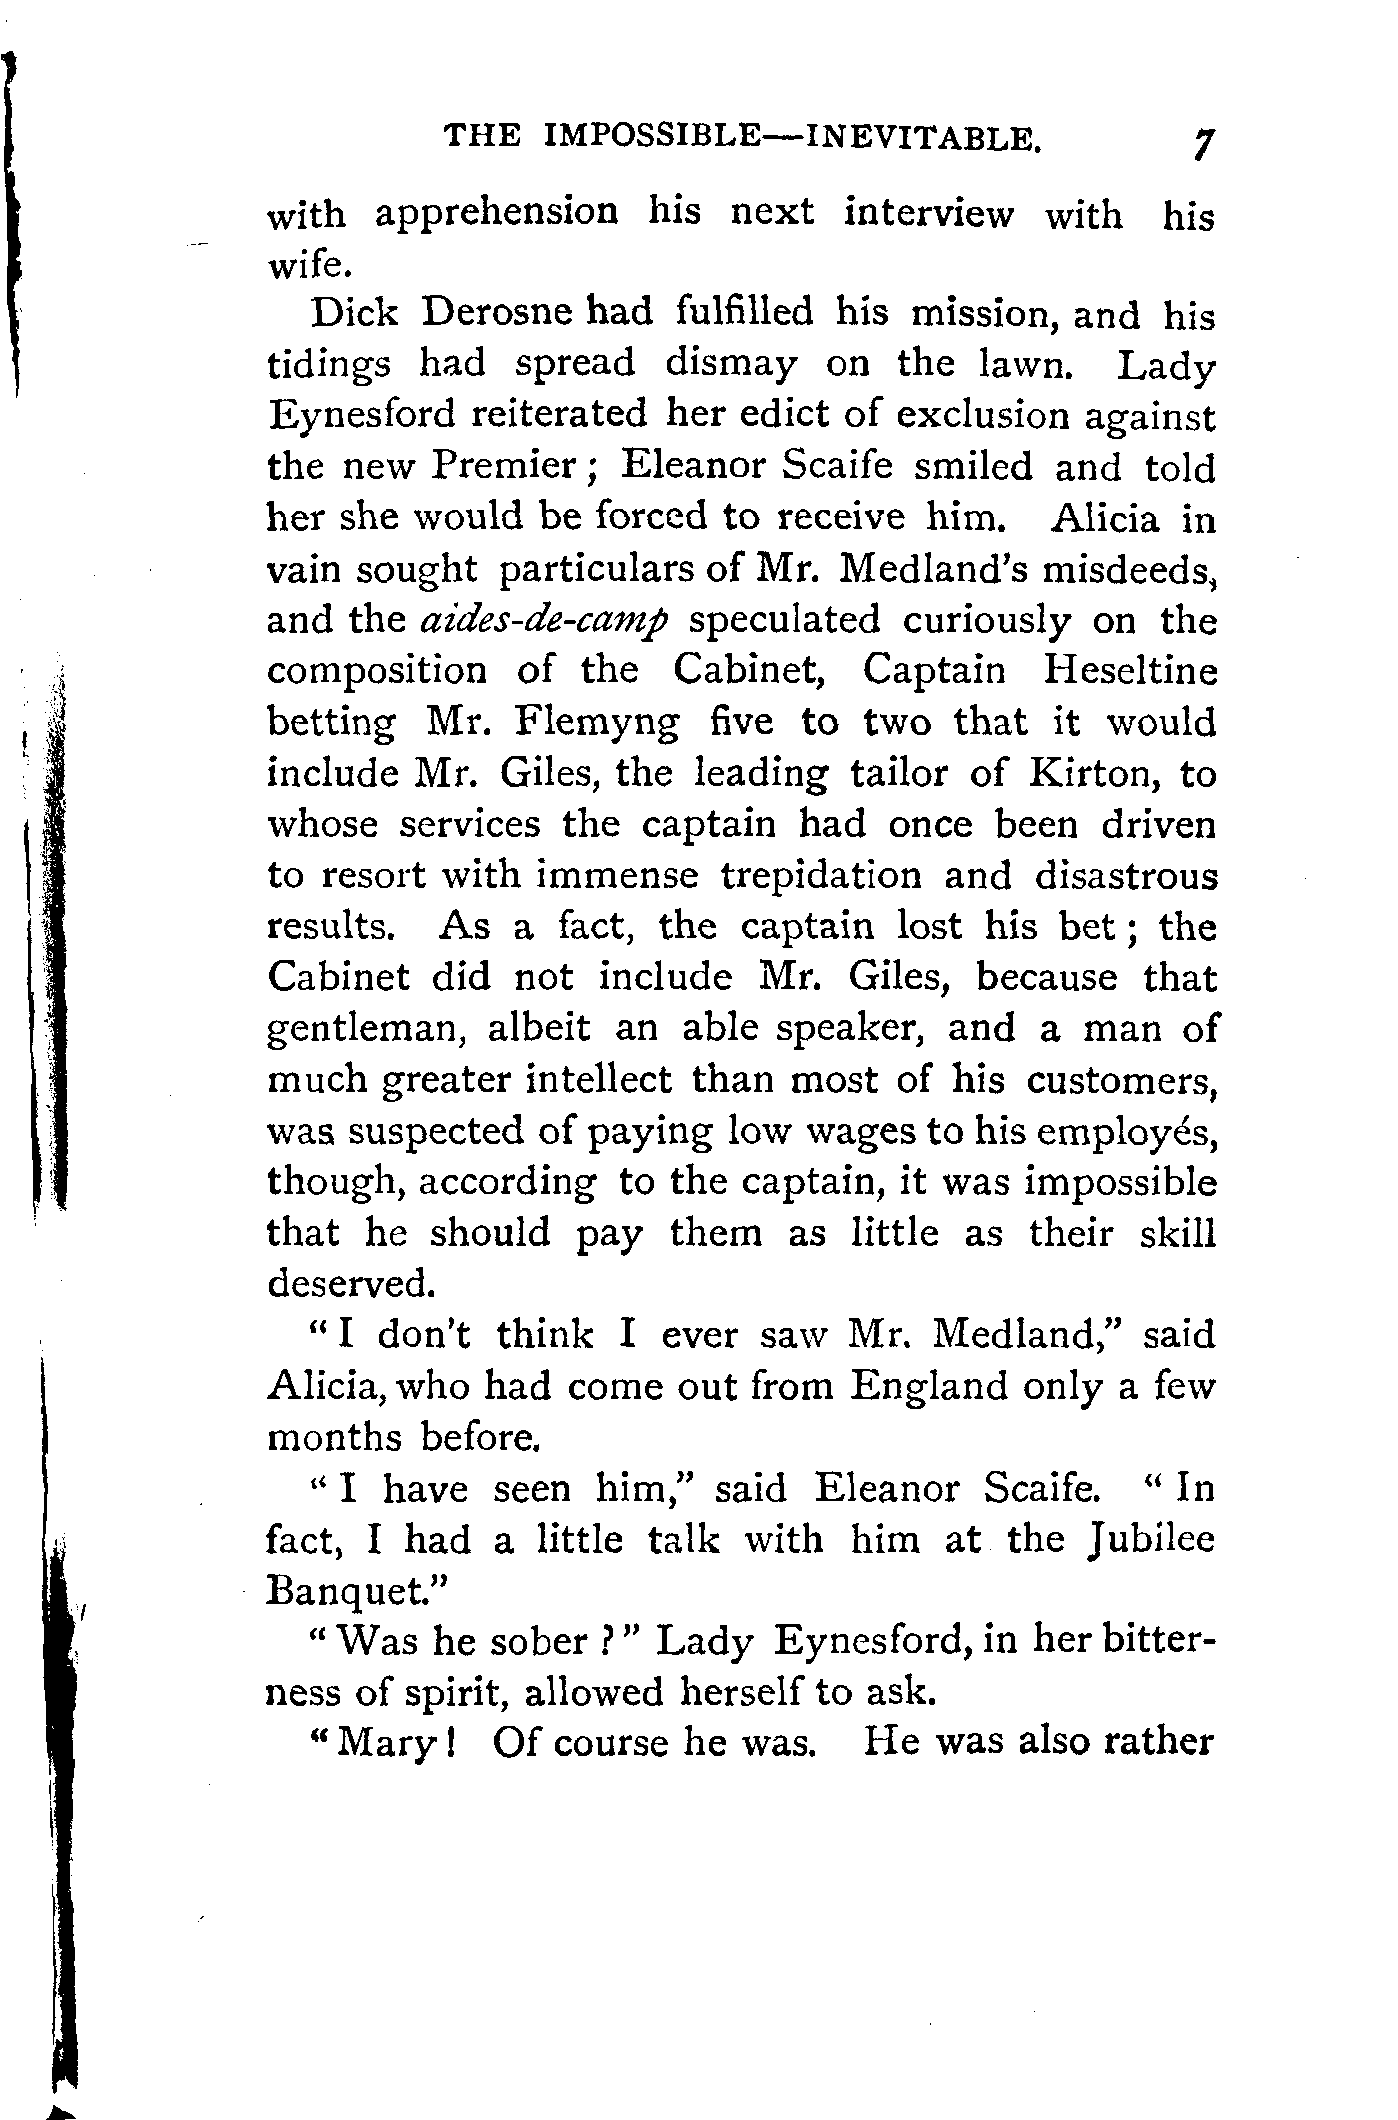 THE IMPOSSIBLE—INEVITABLE. 7
with apprehension his next interview with his
wife.
Dick Derosne had fulfilled his mission, and his
tidings had spread dismay on the lawn. Lady
Eynesford reiterated her edict of exclusion against
the new Premier ; Eleanor Scaife smiled and told
her she would be forced to receive him. Alicia in
vain sought particulars of Mr. Medland's misdeeds,
and the aides-de-camp speculated curiously on the
composition of the Cabinet, Captain Heseltine
betting Mr. Flemyng five to two that it would
include Mr. Giles, the leading tailor of Kirton, to
whose services the captain had once been driven
to resort with immense trepidation and disastrous
results. As a fact, the captain lost his bet ; the
Cabinet did not include Mr. Giles, because that
gentleman, albeit an able speaker, and a man of
much greater intellect than most of his customers,
was suspected of paying low wages to his employés,
though, according to the captain, it was impossible
that he should pay them as little as their skill
deserved.
“ I don't think I ever saw Mr. Medland,” said
Alicia, who had come out from England only a few
months before.
“ I have seen him,” said Eleanor Scaife. “ In
fact, I had a little talk with him at the Jubilee
Banquet.”
“ Was he sober ? ” Lady Eynesford, in her bitter-
ness of spirit, allowed herself to ask.
“ Mary ! Of course he was. He was also rather